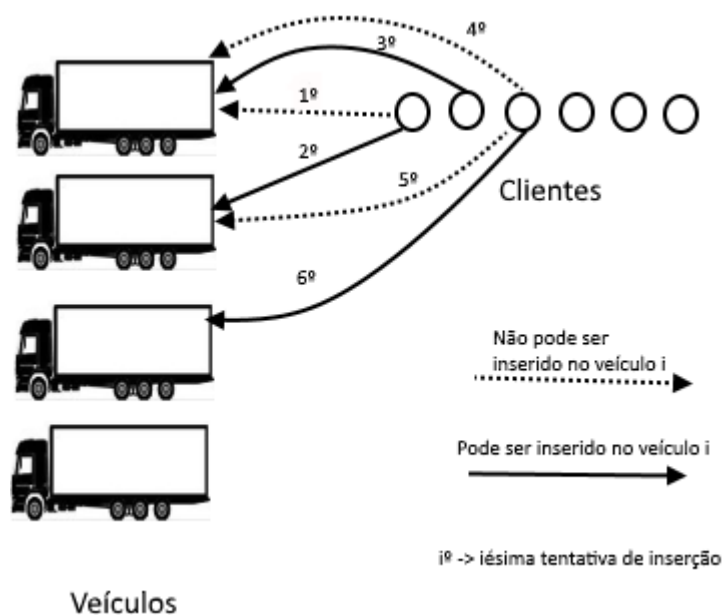 4º
3º
1º
2º
5º
Clientes
6º
Não pode ser
inserido no veículo i
Pode ser inserido no veículo i
iº -> iésima tentativa de inserção
Veículos